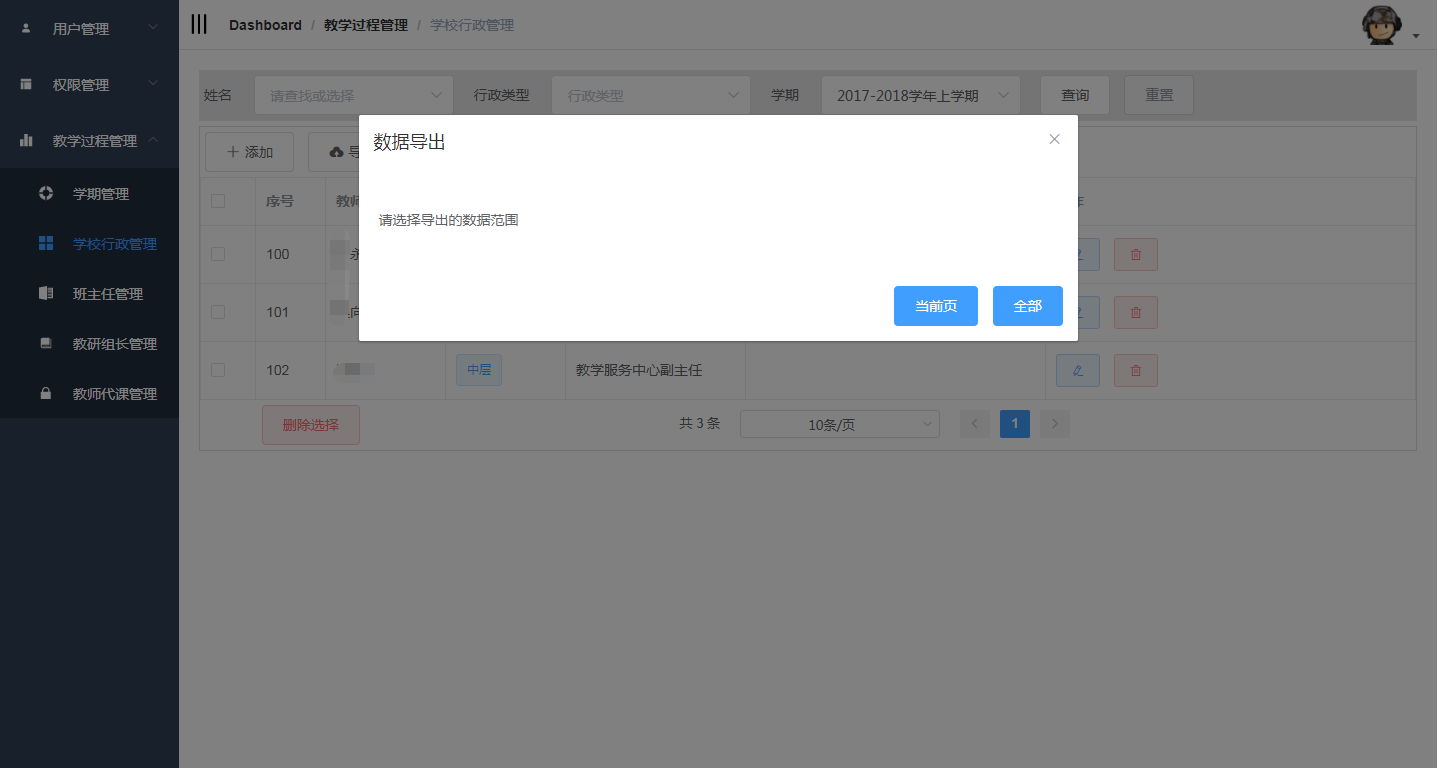 用户管理
权限管理
教学过程管理
学期管理
学校行政管理
班主任管理
教研组长管理
教师代课管理
Dashboard / 教学过程管理 / 学校行政管理
姓名 请查找或选择 行政类型 行政类型 学期 2017-2018学年上学期 查询 重置
添加
数据导出
请选择导出的数据范围
当前页 全部
序号
100
101
102 中层 教学服务中心副主任
删除选择 共 3 条 10条/页 1